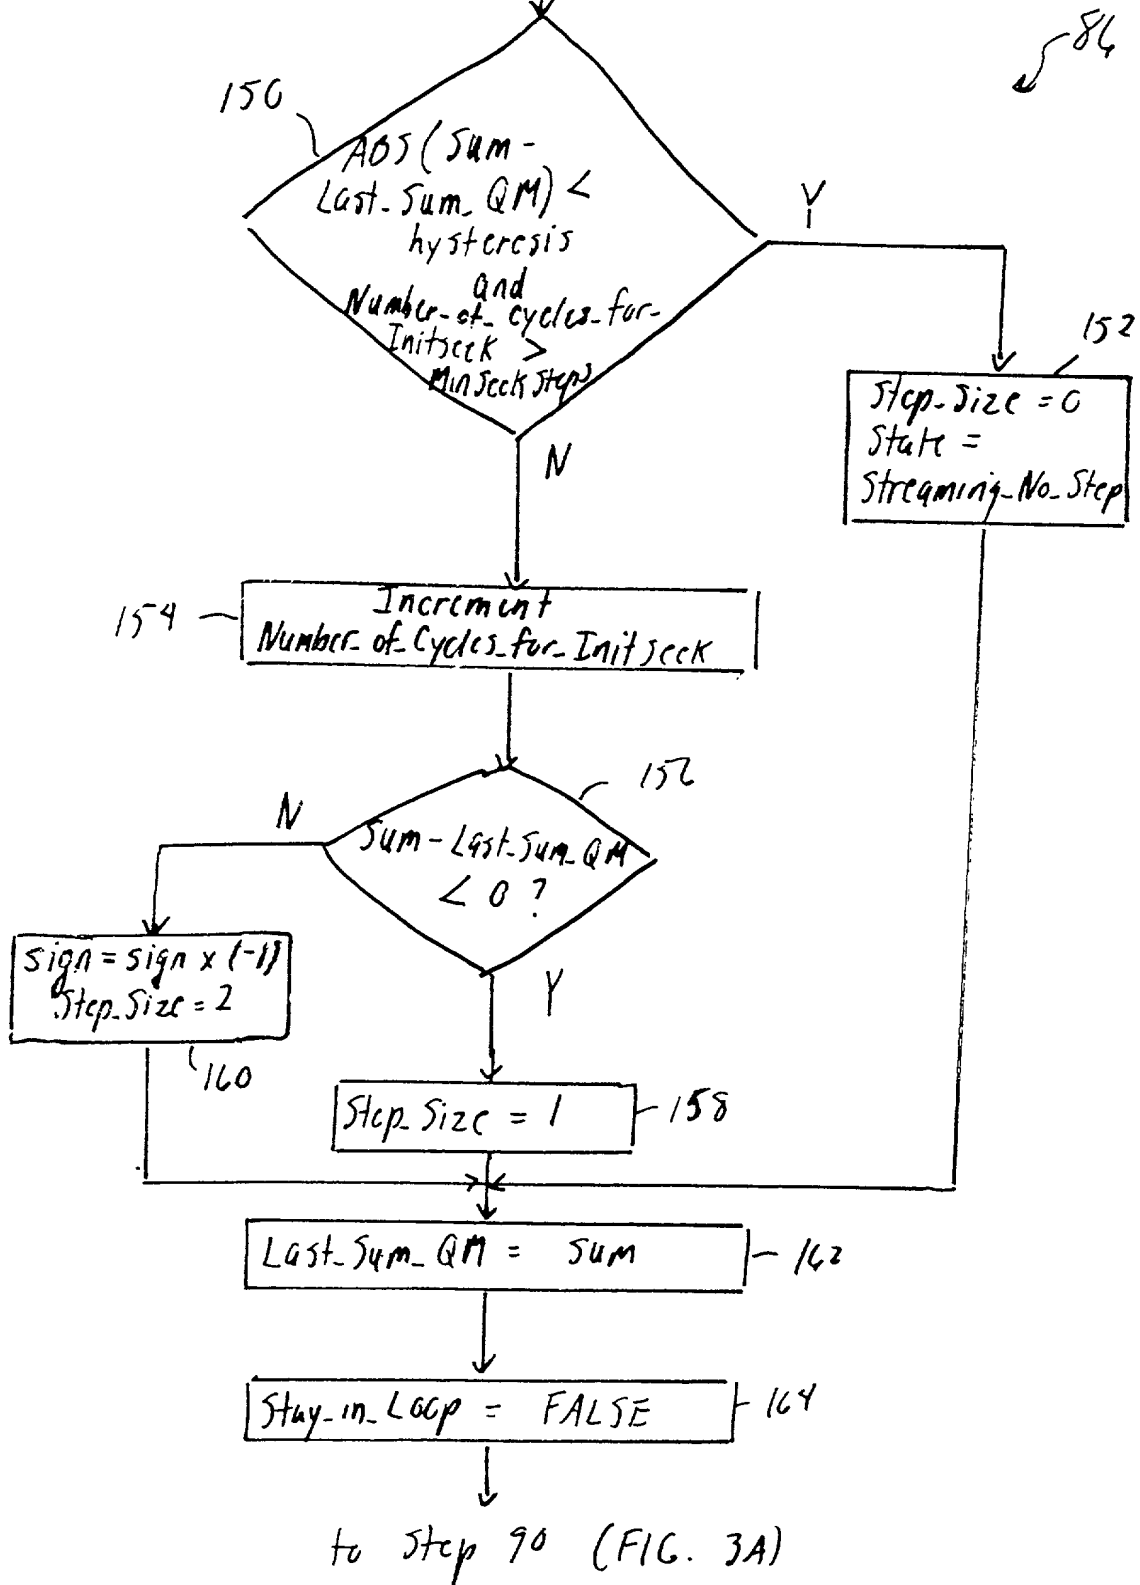 86
150
ABS(Sum-
Last_Sum_QM) <
hysteresis
and
Number_of_cycles_for_
Initseek >
MinSeekSteps
Y
152
Step_Size = 0
State =
Streaming_No_Step
N
154
Increment
Number_of_Cycles_for_Initseek
156
N
Sum-Last_Sum_QM
< 0 ?
sign = sign x (-1)
Step_Size = 2
Y
160
Step_Size = 1
158
Last_Sum_QM = Sum
162
Stay_in_Loop = FALSE
164
to Step 90 (FIG. 3A)